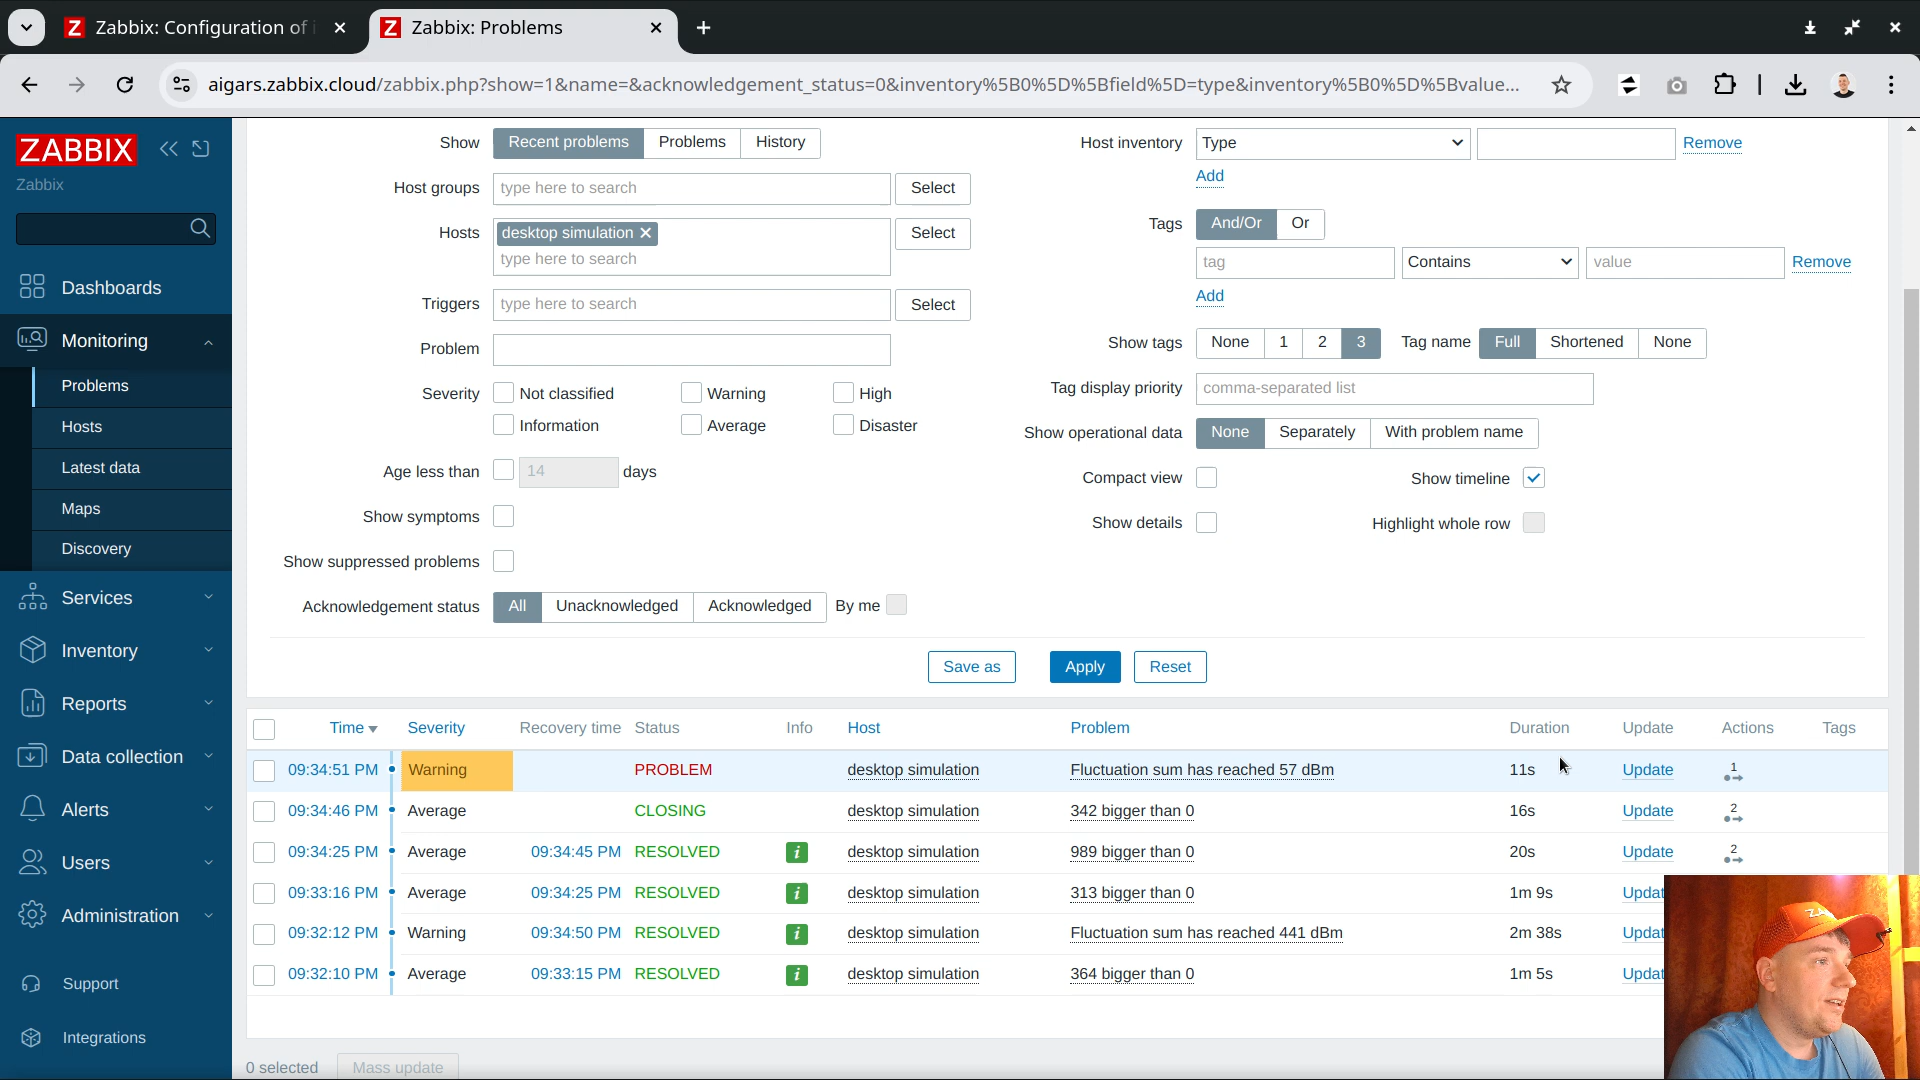 Zabbix: Configuration of
Zabbix: Problems
aigars.zabbix.cloud/zabbix.php?show=1&name=&acknowledgement_status=0&inventory%5B0%5D%5Bfield%5D=type&inventory%5B0%5D%5Bvalue...
ZABBIX
Zabbix
Dashboards
Monitoring
Problems
Hosts
Latest data
Maps
Discovery
Services
Inventory
Reports
Data collection
Alerts
Users
Administration
Support
Integrations
Show Recent problems Problems History
Host groups type here to search Select
Hosts desktop simulation Select
type here to search
Triggers type here to search Select
Problem
Severity Not classified Warning High
Information Average Disaster
Age less than 14 days
Show symptoms
Show suppressed problems
Acknowledgement status All Unacknowledged Acknowledged By me
Host inventory Type Remove
Add
Tags And/Or Or
tag Contains value Remove
Add
Show tags None 1 2 3 Tag name Full Shortened None
Tag display priority comma-separated list
Show operational data None Separately With problem name
Compact view Show timeline
Show details Highlight whole row
Save as Apply Reset
Time Severity Recovery time Status Info Host Problem Duration Update Actions Tags
09:34:51 PM Warning PROBLEM desktop simulation Fluctuation sum has reached 57 dBm 11s Update 1
09:34:46 PM Average CLOSING desktop simulation 342 bigger than 0 16s Update 2
09:34:25 PM Average 09:34:45 PM RESOLVED i desktop simulation 989 bigger than 0 20s Update 2
09:33:16 PM Average 09:34:25 PM RESOLVED i desktop simulation 313 bigger than 0 1m 9s Updat
09:32:12 PM Warning 09:34:50 PM RESOLVED i desktop simulation Fluctuation sum has reached 441 dBm 2m 38s Updat
09:32:10 PM Average 09:33:15 PM RESOLVED i desktop simulation 364 bigger than 0 1m 5s Updat
0 selected Mass update